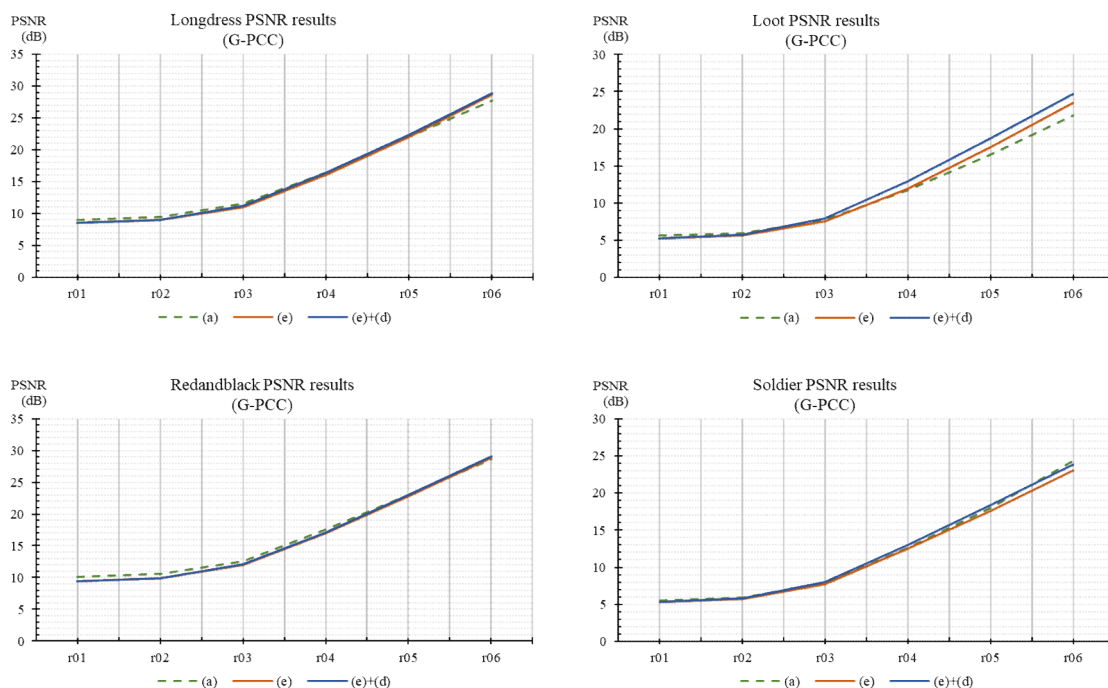 PSNR
(dB)
Longdress PSNR results
(G-PCC)
35
30
25
20
15
10
5
0
r01 r02 r03 r04 r05 r06
(a) (e) (e)+(d)
PSNR
(dB)
Loot PSNR results
(G-PCC)
30
25
20
15
10
5
0
r01 r02 r03 r04 r05 r06
(a) (e) (e)+(d)
PSNR
(dB)
Redandblack PSNR results
(G-PCC)
35
30
25
20
15
10
5
0
r01 r02 r03 r04 r05 r06
(a) (e) (e)+(d)
PSNR
(dB)
Soldier PSNR results
(G-PCC)
30
25
20
15
10
5
0
r01 r02 r03 r04 r05 r06
(a) (e) (e)+(d)